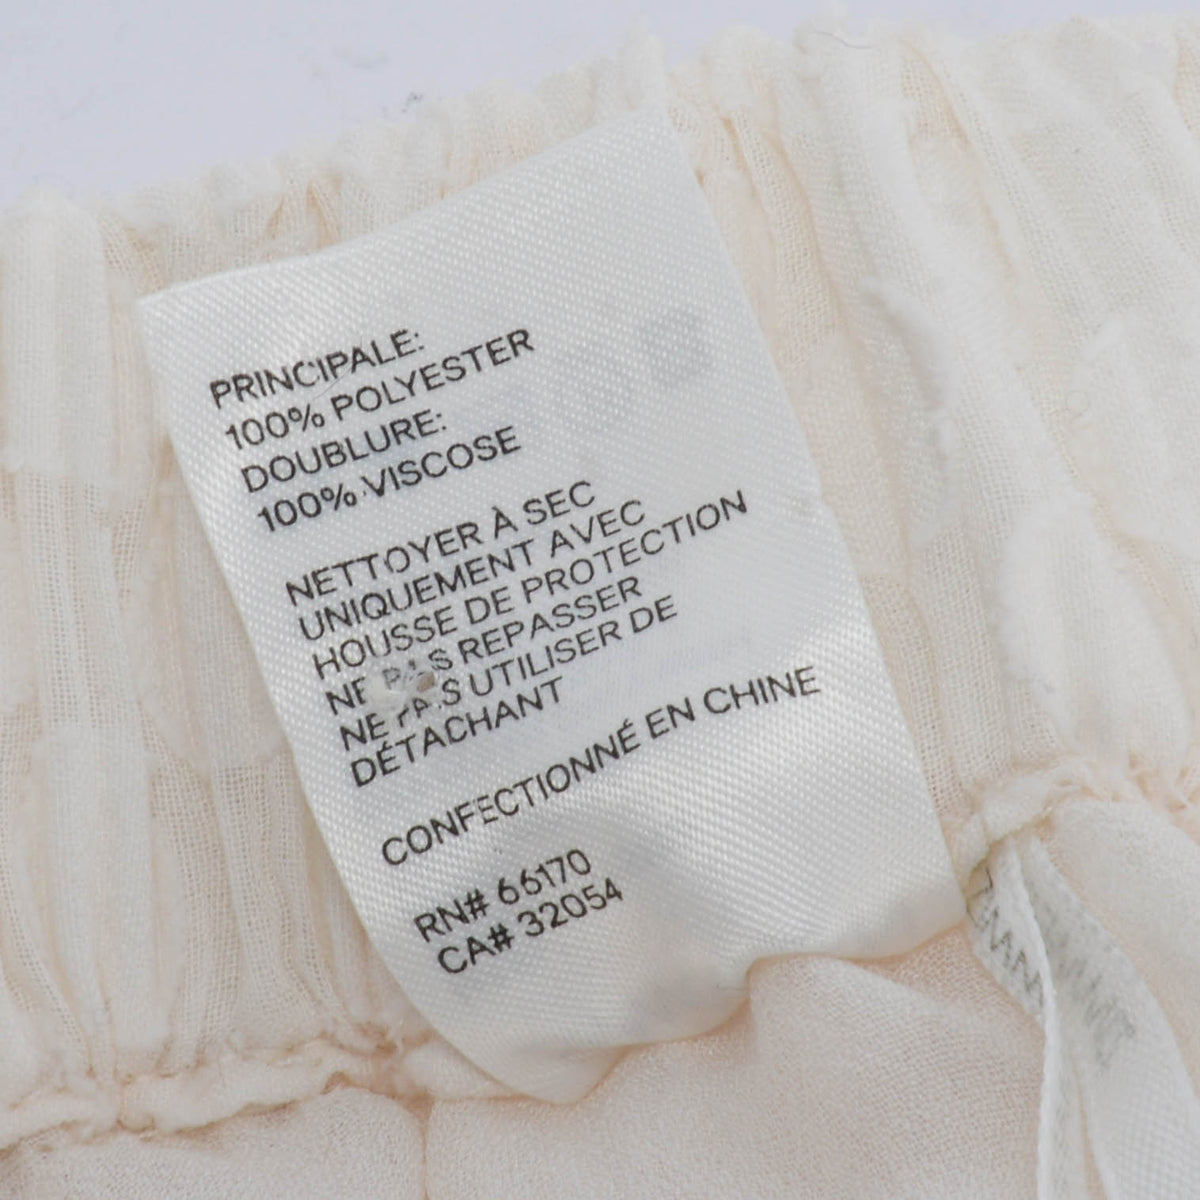 PRINCIPALE:
100% POLYESTER
DOUBLURE:
100% VISCOSE
NETTOYER À SEC
UNIQUEMENT AVEC
HOUSSE DE PROTECTION
NE PAS REPASSER
NE PAS UTILISER DE
DÉTACHANT
CONFECTIONNÉ EN CHINE
RN# 66170
CA# 32054